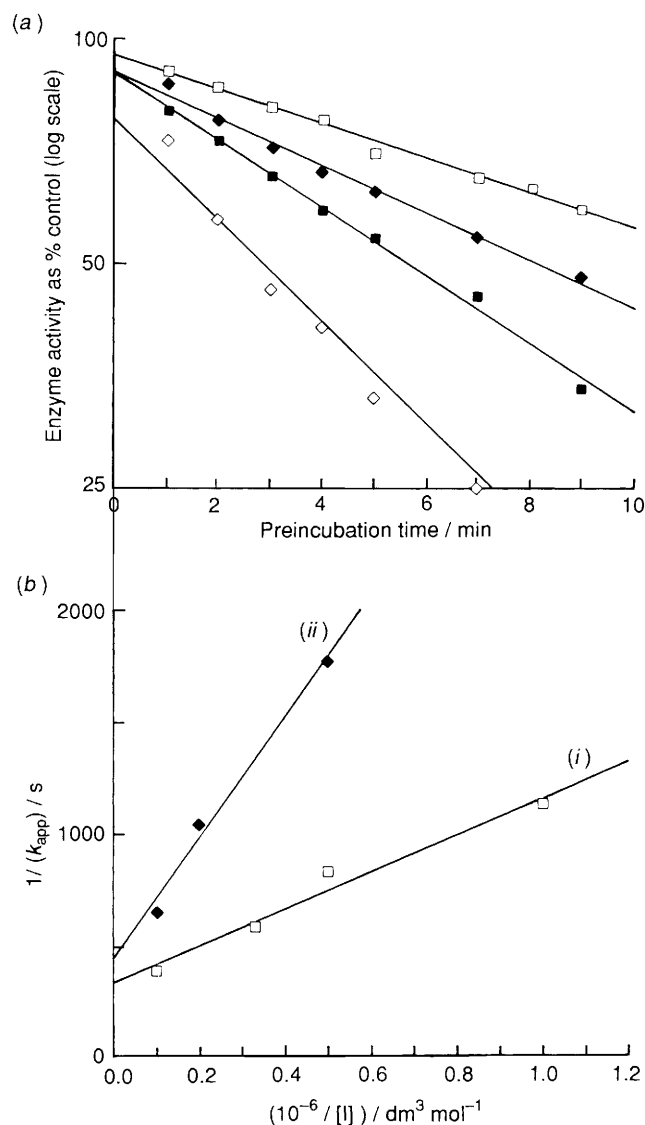 (a)
100
50
25
Enzyme activity as % control (log scale)
0 2 4 6 8 10
Preincubation time / min
(b)
2000
1000
0
1/(k_app) / s
(ii)
(i)
0.0 0.2 0.4 0.6 0.8 1.0 1.2
(10⁻⁶ / [I]) / dm³ mol⁻¹